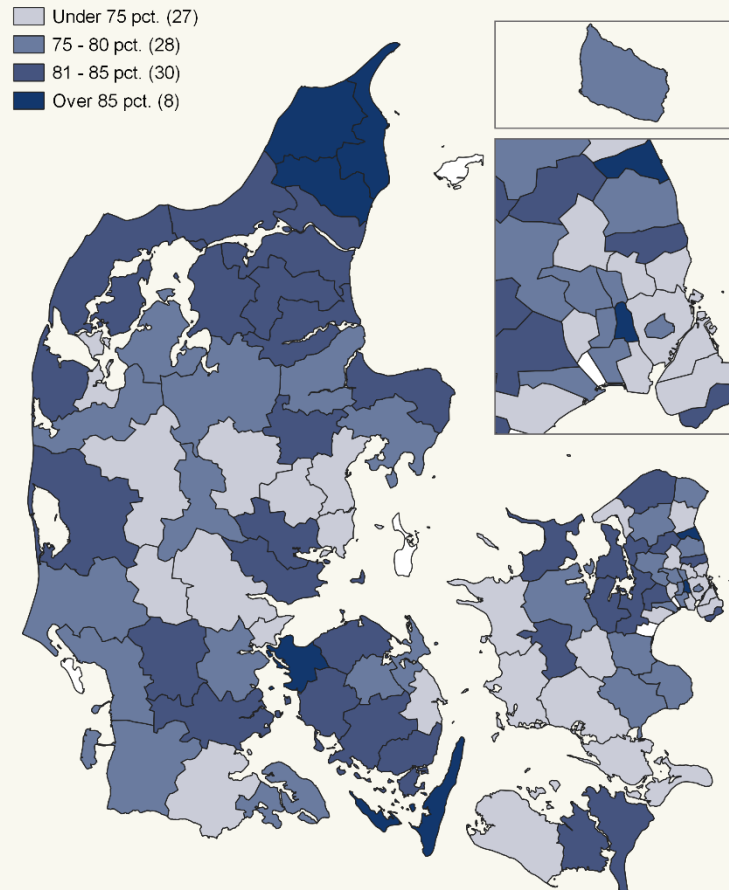 Under 75 pct. (27)
75 - 80 pct. (28)
81 - 85 pct. (30)
Over 85 pct. (8)